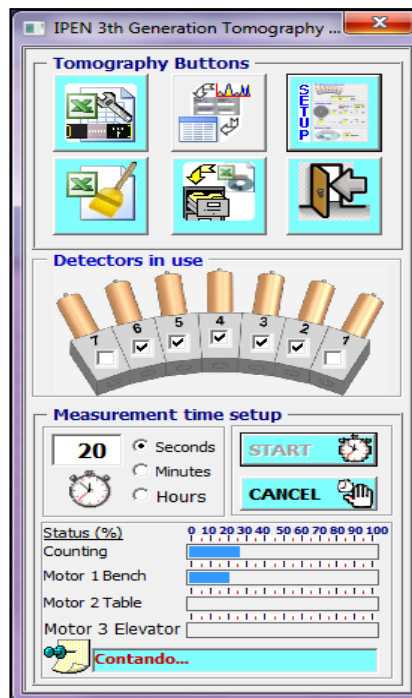 IPEN 3th Generation Tomography ...
Tomography Buttons
SETUP
Detectors in use
7 6 5 4 3 2 1
Measurement time setup
20
Seconds
Minutes
Hours
START
CANCEL
Status (%)
0 10 20 30 40 50 60 70 80 90 100
Counting
Motor 1 Bench
Motor 2 Table
Motor 3 Elevator
Contando...